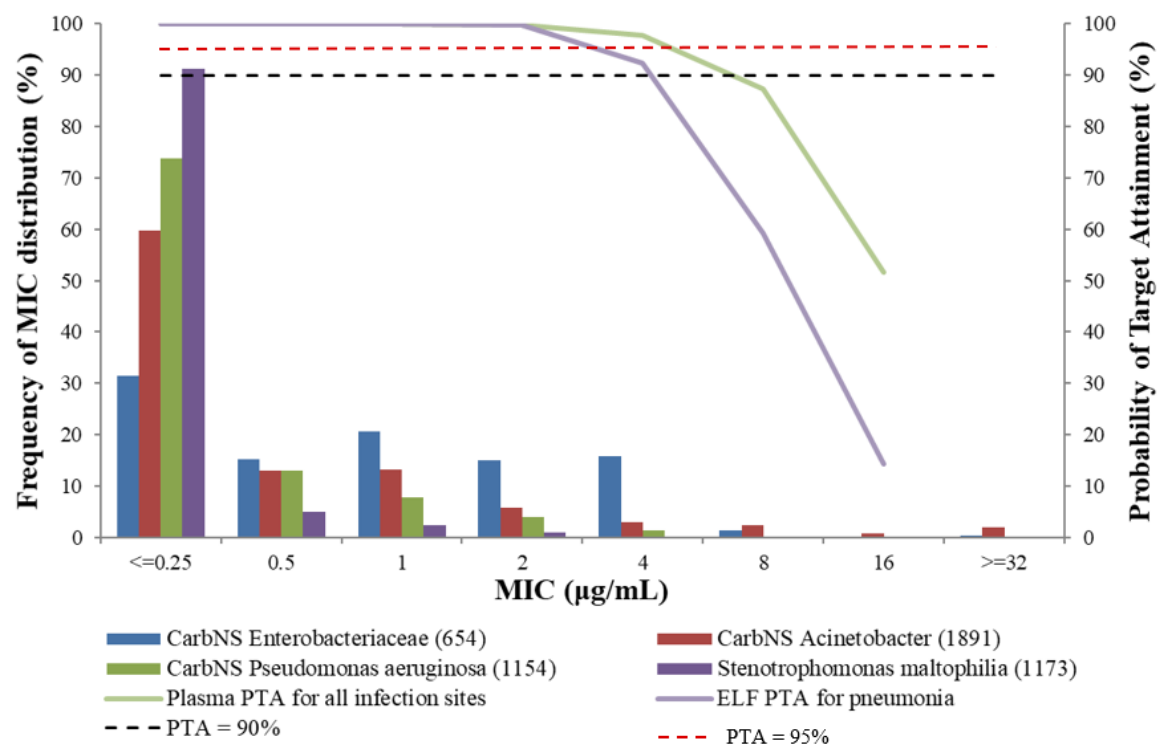 Frequency of MIC distribution (%)
100
90
80
70
60
50
40
30
20
10
0
100
90
80
70
60
50
40
30
20
10
0
Probability of Target Attainment (%)
<=0.25 0.5 1 2 4 8 16 >=32
MIC (µg/mL)
CarbNS Enterobacteriaceae (654) CarbNS Acinetobacter (1891)
CarbNS Pseudomonas aeruginosa (1154) Stenotrophomonas maltophilia (1173)
Plasma PTA for all infection sites ELF PTA for pneumonia
PTA = 90% PTA = 95%